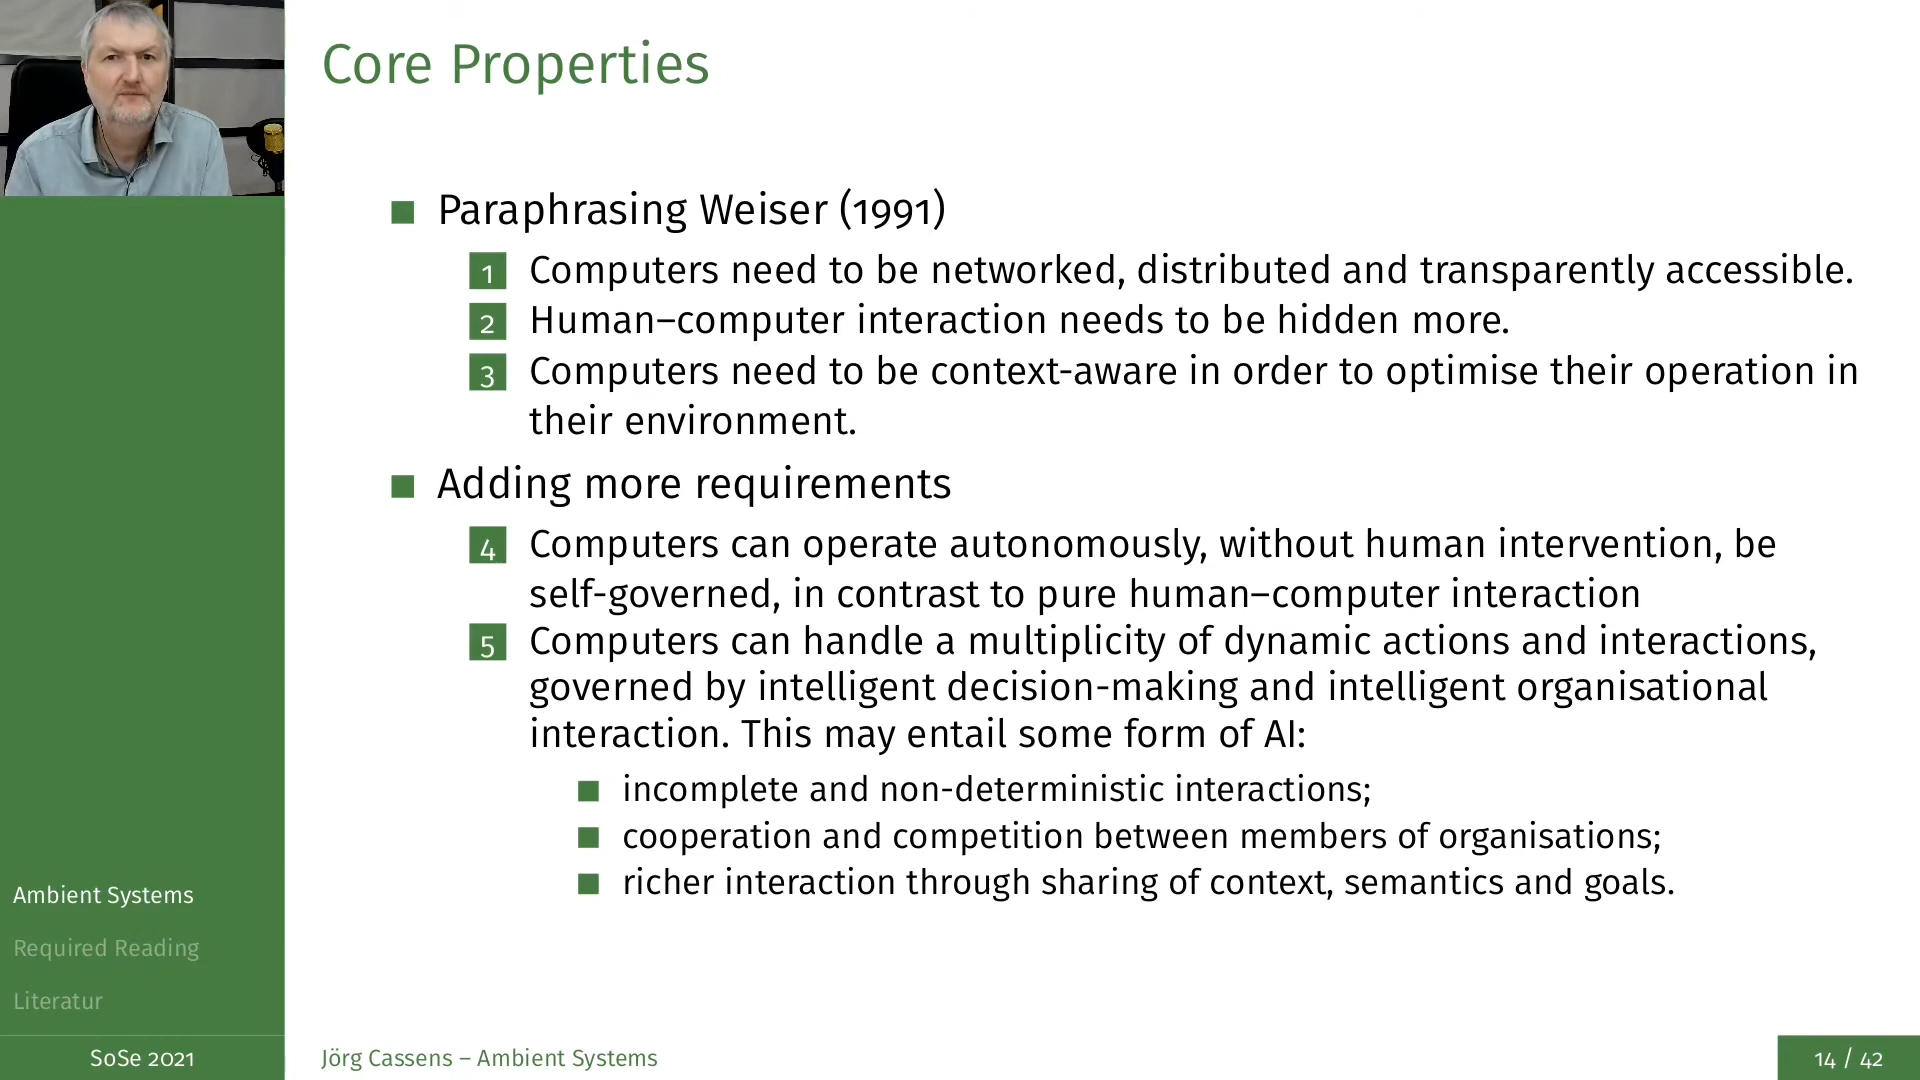 Core Properties
Paraphrasing Weiser (1991)
1 Computers need to be networked, distributed and transparently accessible.
2 Human–computer interaction needs to be hidden more.
3 Computers need to be context-aware in order to optimise their operation in
their environment.
Adding more requirements
4 Computers can operate autonomously, without human intervention, be
self-governed, in contrast to pure human–computer interaction
5 Computers can handle a multiplicity of dynamic actions and interactions,
governed by intelligent decision-making and intelligent organisational
interaction. This may entail some form of AI:
incomplete and non-deterministic interactions;
cooperation and competition between members of organisations;
richer interaction through sharing of context, semantics and goals.
Ambient Systems
Required Reading
Literatur
SoSe 2021
Jörg Cassens – Ambient Systems
14 / 42